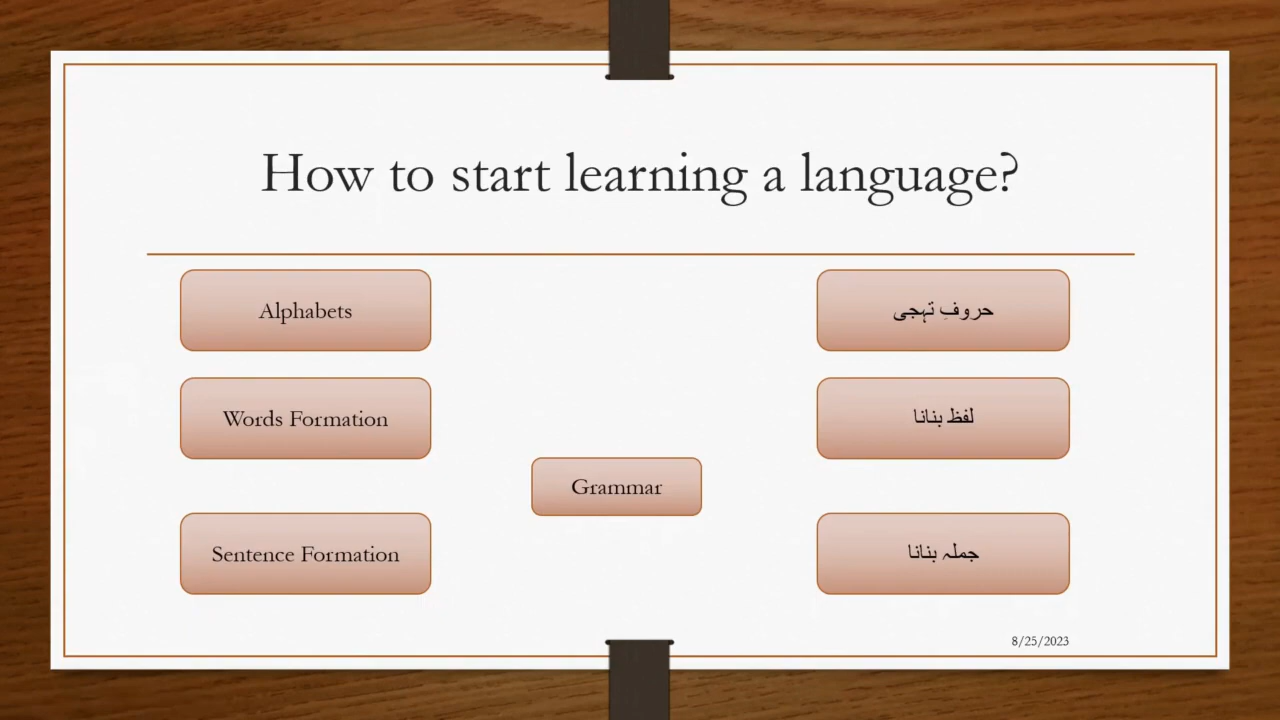 How to start learning a language?
Alphabets
حروفِ تہجی
Words Formation
لفظ بنانا
Grammar
Sentence Formation
جملہ بنانا
8/25/2023